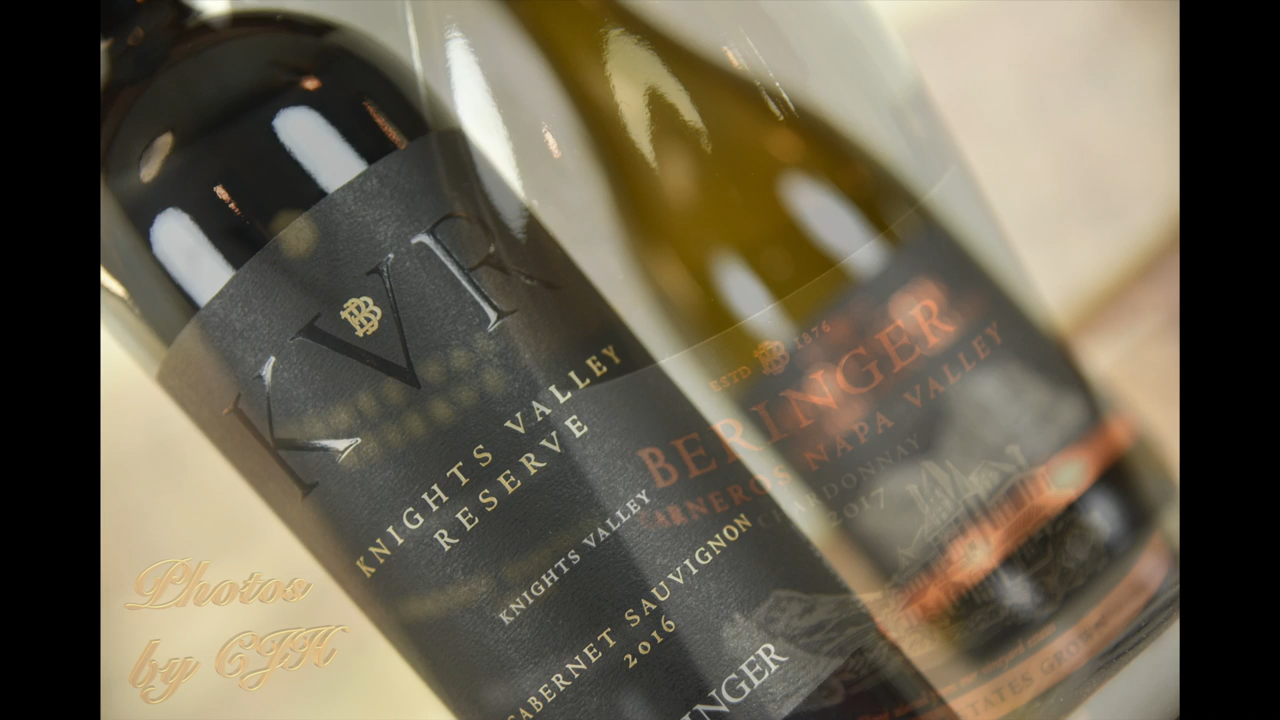 KVR
KNIGHTS VALLEY
RESERVE
KNIGHTS VALLEY
CABERNET SAUVIGNON
2016
ESTD 1876
BERINGER
CARNEROS NAPA VALLEY
CHARDONNAY
2017
Photos
by CJK